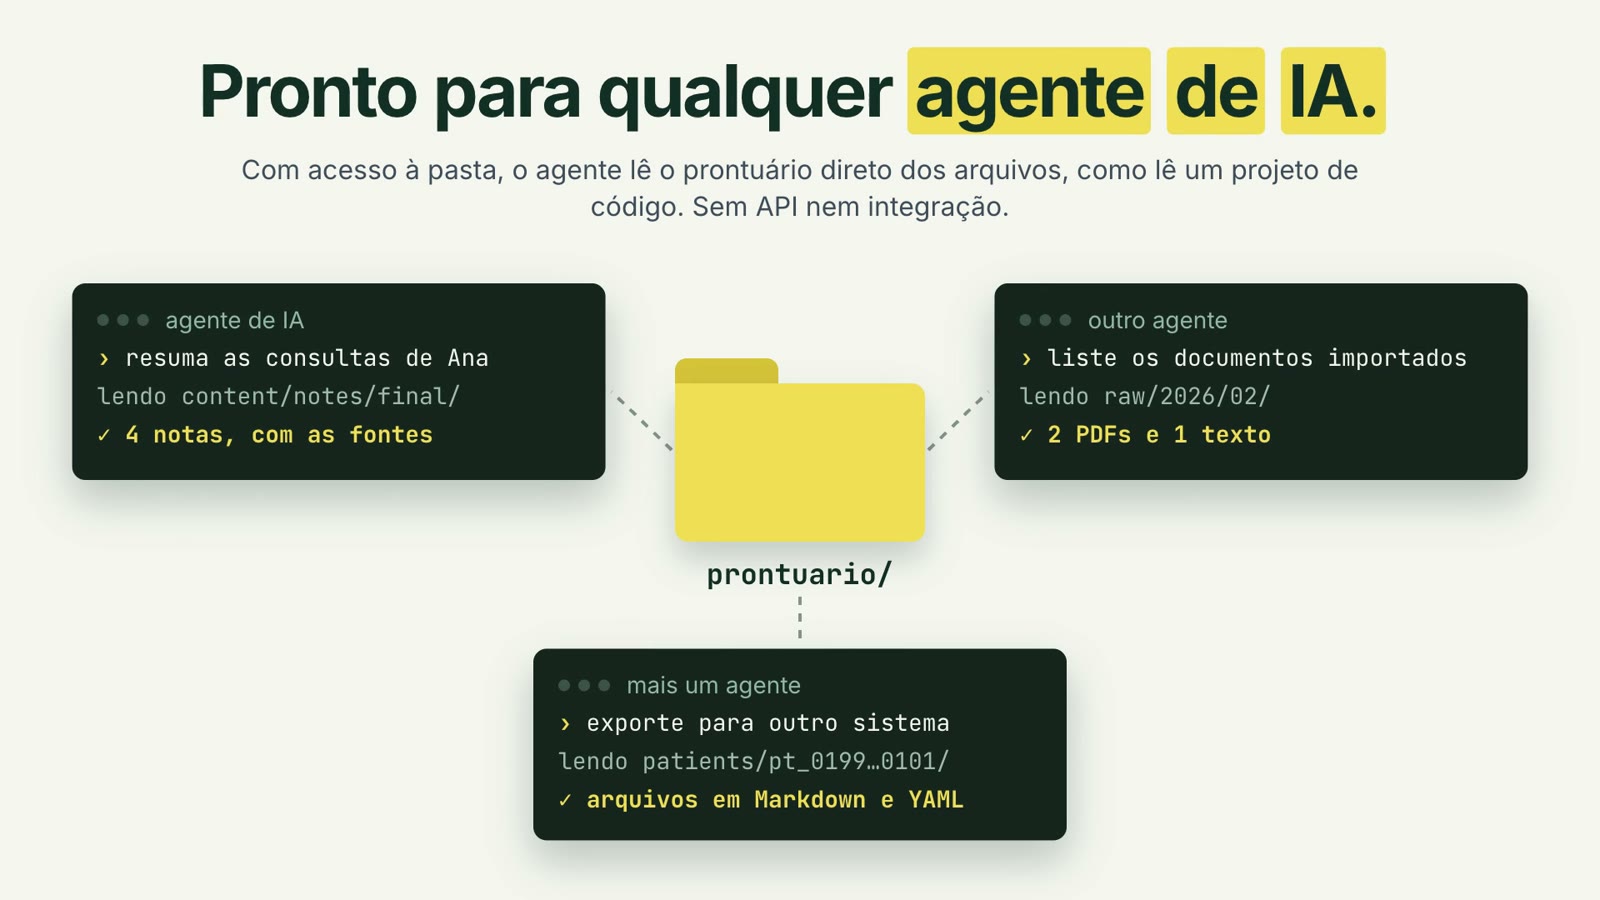 Pronto para qualquer agente de IA.
Com acesso à pasta, o agente lê o prontuário direto dos arquivos, como lê um projeto de
código. Sem API nem integração.
agente de IA
› resuma as consultas de Ana
lendo content/notes/final/
✓ 4 notas, com as fontes
outro agente
› liste os documentos importados
lendo raw/2026/02/
✓ 2 PDFs e 1 texto
prontuario/
mais um agente
› exporte para outro sistema
lendo patients/pt_0199…0101/
✓ arquivos em Markdown e YAML